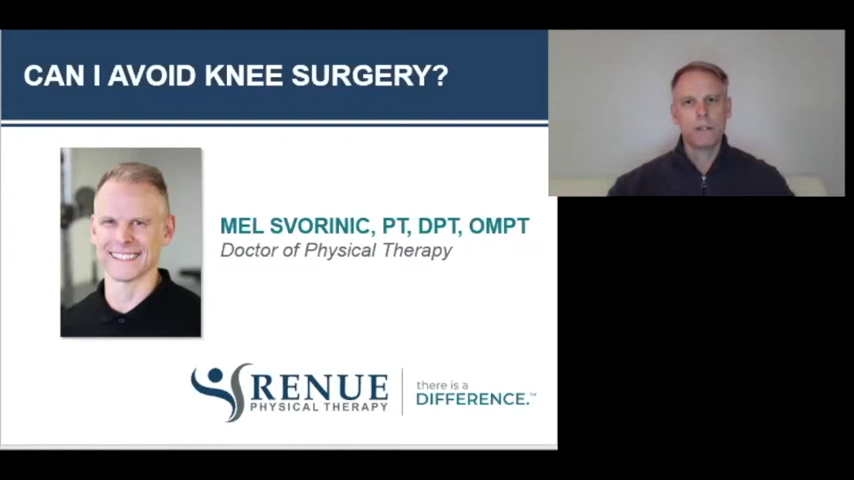 CAN I AVOID KNEE SURGERY?
MEL SVORINIC, PT, DPT, OMPT
Doctor of Physical Therapy
RENUE
PHYSICAL THERAPY
there is a
DIFFERENCE.™